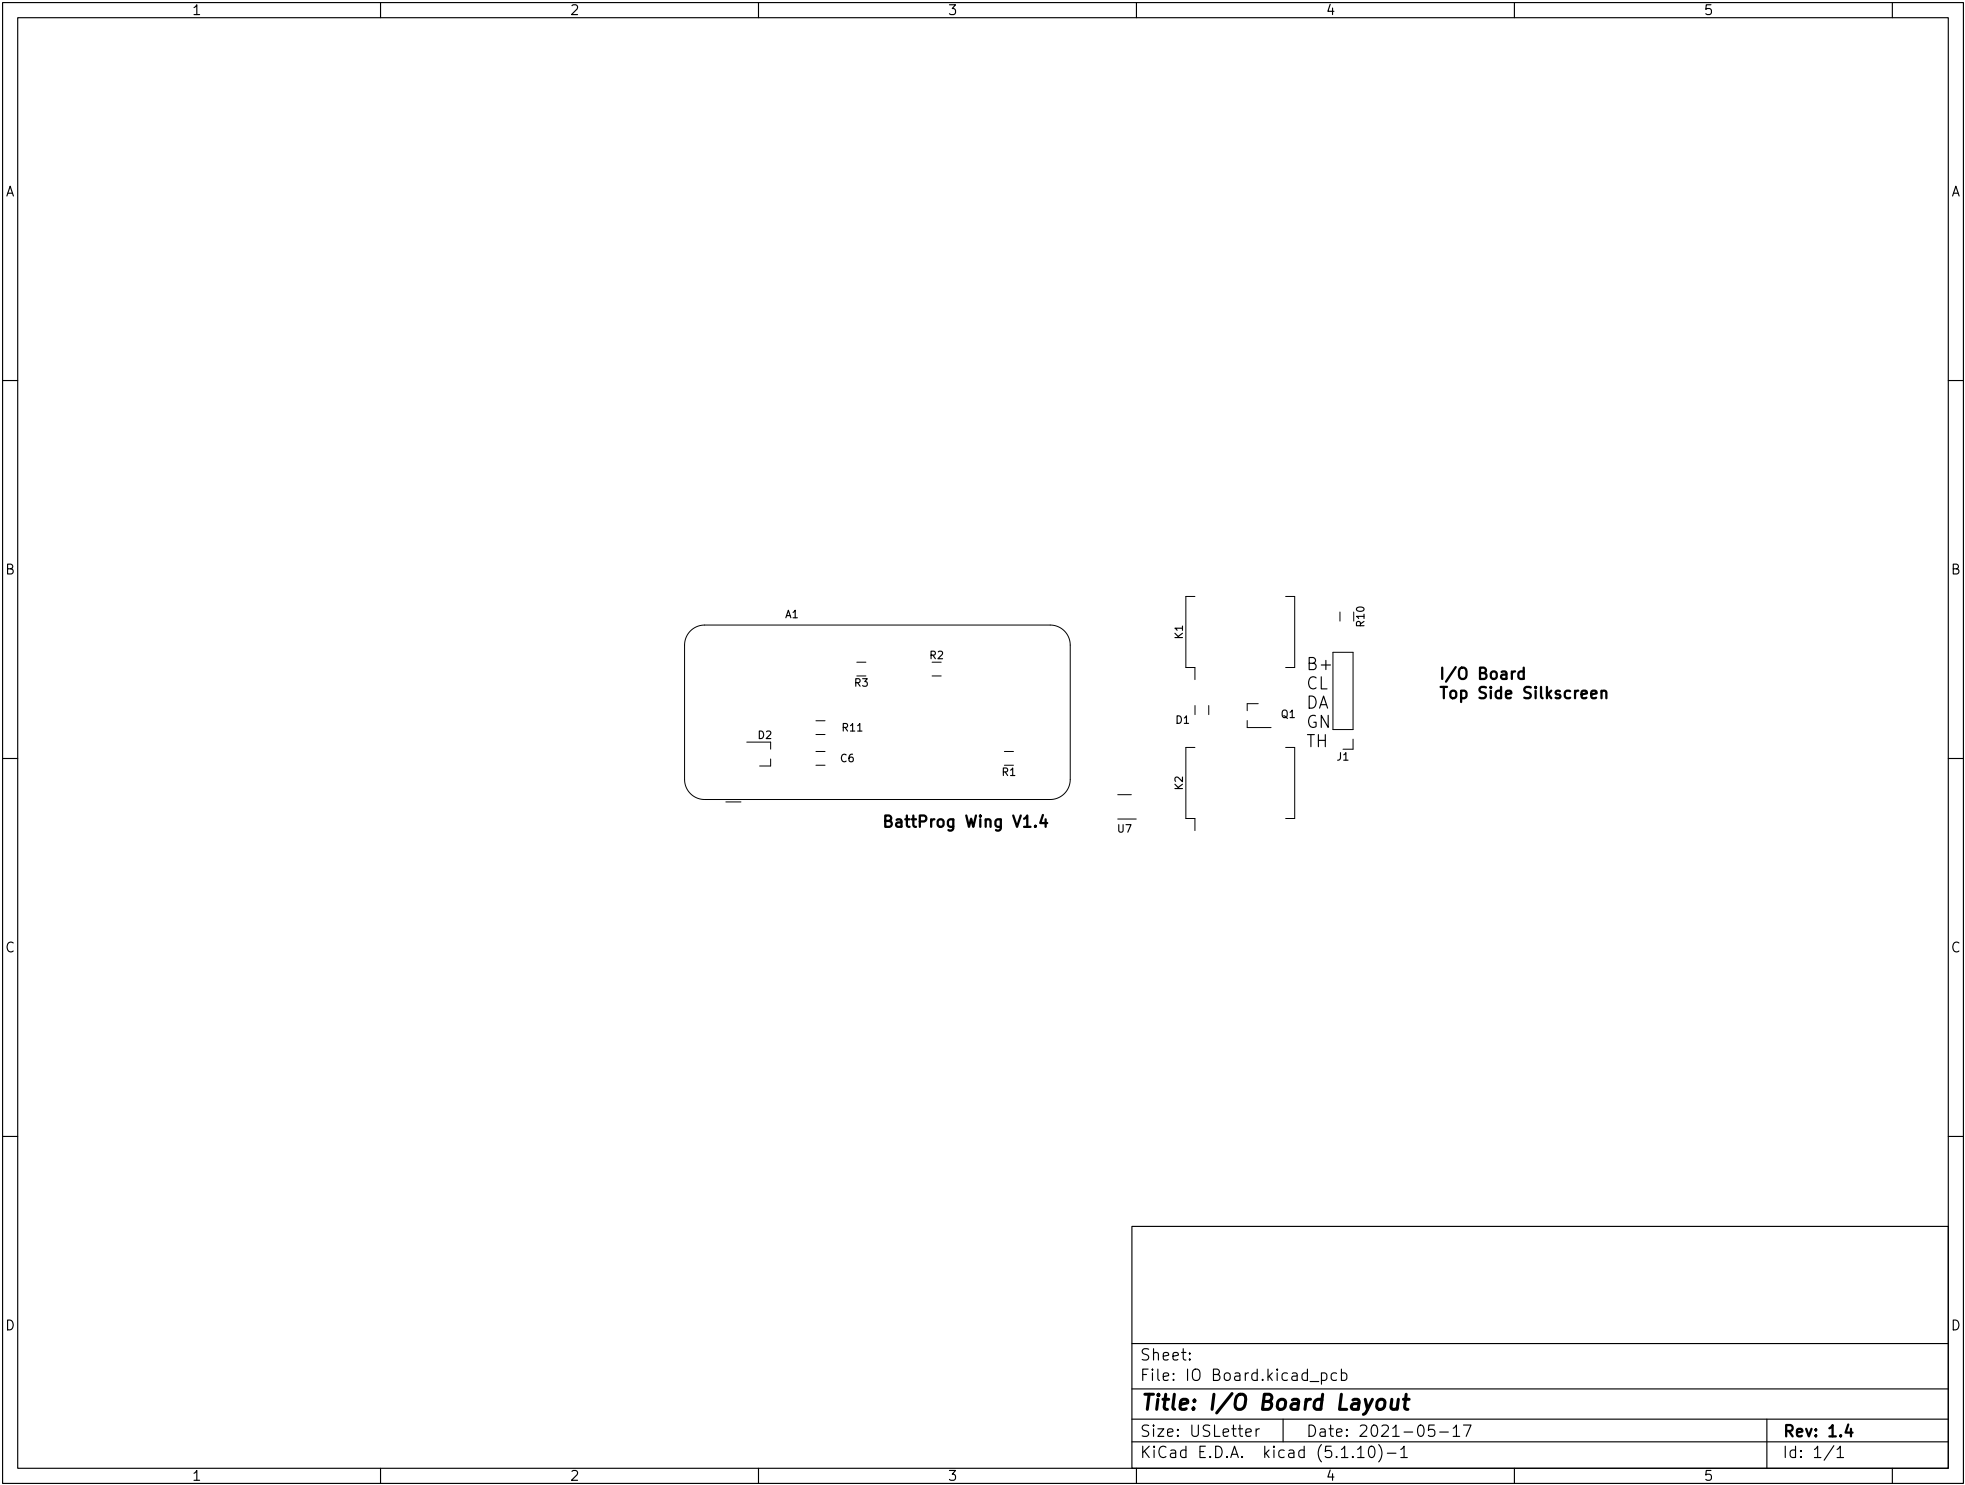 1 2 3 4 5
A A
A1
K1
R10
R2
R3
B+
CL
DA
GN
TH
I/O Board
Top Side Silkscreen
B B
D1
Q1
R11
D2
C6
R1
J1
K2
U7
BattProg Wing V1.4
C C
D D
Sheet:
File: IO Board.kicad_pcb
Title: I/O Board Layout
Size: USLetter Date: 2021-05-17 Rev: 1.4
KiCad E.D.A. kicad (5.1.10)-1 Id: 1/1
1 2 3 4 5